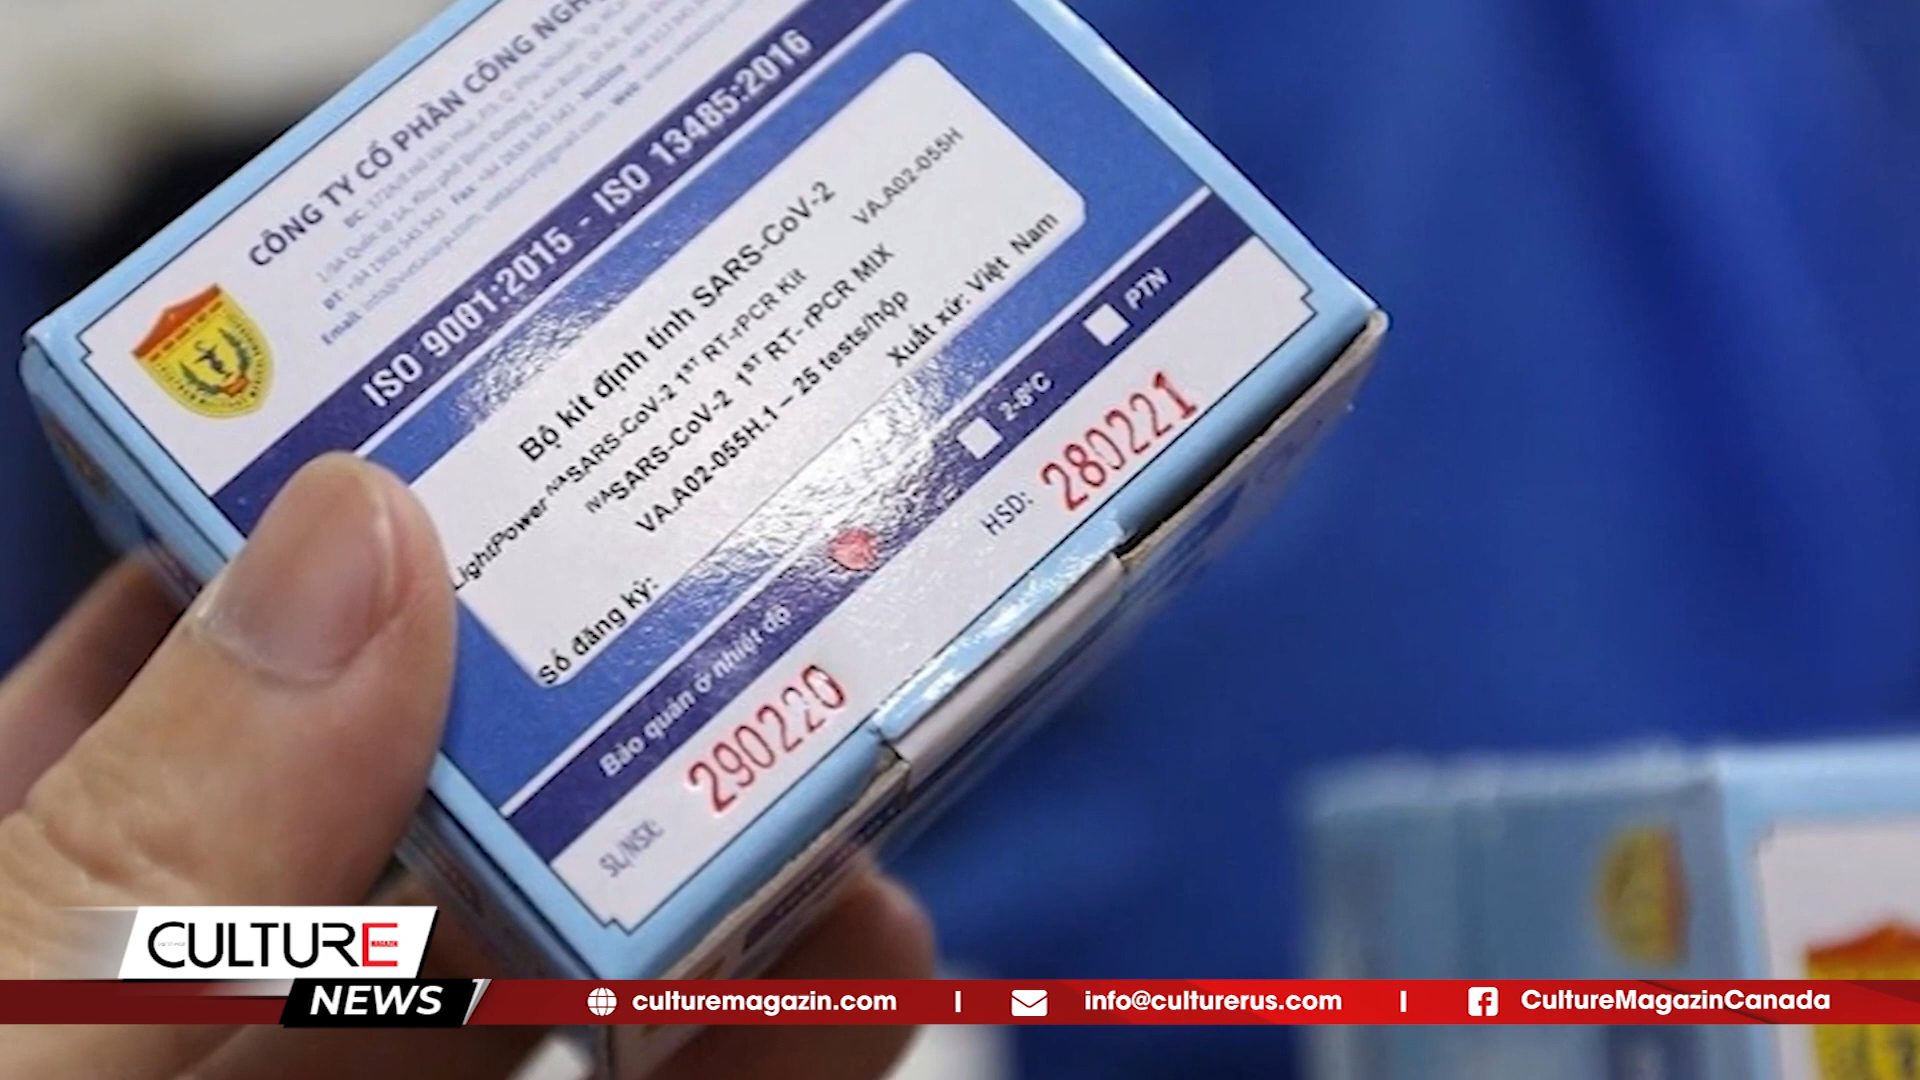 CÔNG TY CỔ PHẦN CÔNG
ISO 9001:2015 - ISO 13485:2016
Bộ kit định tính SARS-CoV-2
LightPower iVASARS-CoV-2 1ST RT-rPCR Kit VA.A02-055H
iVASARS-CoV-2 1ST RT- rPCR MIX
VA.A02-055H.1 – 25 tests/hộp
Số đăng ký: Xuất xứ: Việt Nam
Bảo quản ở nhiệt độ 2-8°C PTN
SL/NSX: 290220 HSD: 280221
CULTURE
MAGAZIN
NEWS
culturemagazin.com | info@culturerus.com | CultureMagazinCanada